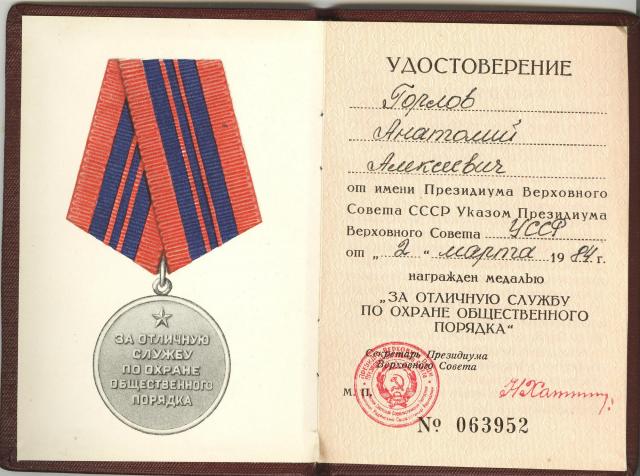 ЗА ОТЛИЧНУЮ
СЛУЖБУ
ПО ОХРАНЕ
ОБЩЕСТВЕННОГО
ПОРЯДКА
УДОСТОВЕРЕНИЕ
Горлов
Анатолий
Алексеевич
от имени Президиума Верховного
Совета СССР Указом Президиума
Верховного Совета УССР
от „2“ марта 1984 г.
награжден медалью
„ЗА ОТЛИЧНУЮ СЛУЖБУ
ПО ОХРАНЕ ОБЩЕСТВЕННОГО
ПОРЯДКА“
Секретарь Президиума
Верховного Совета
М. П.
№ 063952